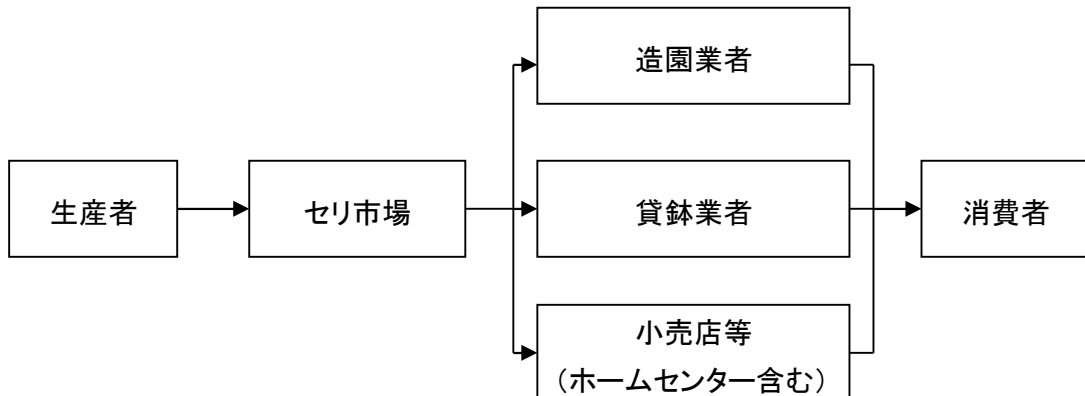 造園業者
生産者
セリ市場
貸鉢業者
消費者
小売店等
（ホームセンター含む）